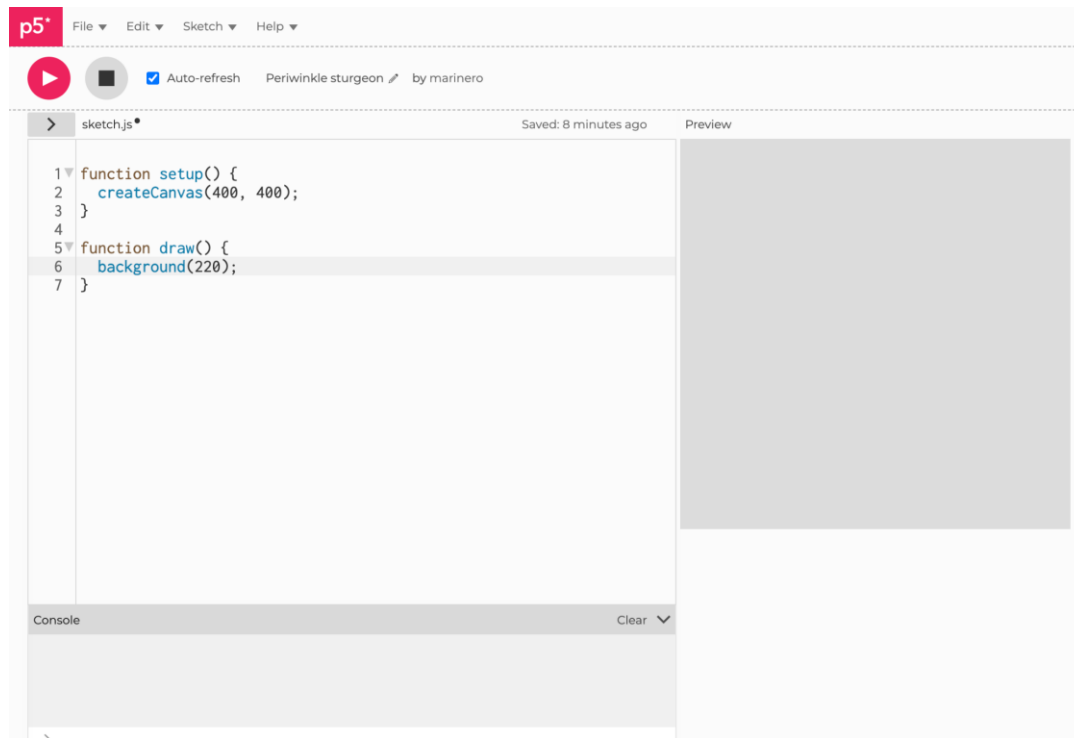 p5* File Edit Sketch Help
Auto-refresh Periwinkle sturgeon by marinero
sketch.js Saved: 8 minutes ago Preview
1 function setup() {
2 createCanvas(400, 400);
3 }
4
5 function draw() {
6 background(220);
7 }
Console Clear